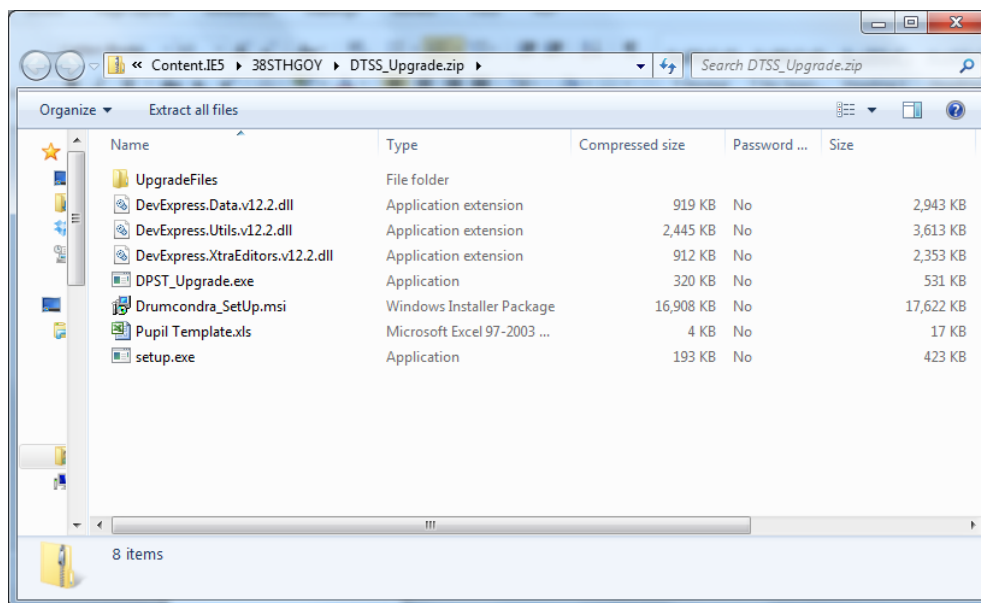 « Content.IE5 ▸ 38STHGOY ▸ DTSS_Upgrade.zip ▸ Search DTSS_Upgrade.zip
Organize Extract all files
Name Type Compressed size Password ... Size
UpgradeFiles File folder
DevExpress.Data.v12.2.dll Application extension 919 KB No 2,943 KB
DevExpress.Utils.v12.2.dll Application extension 2,445 KB No 3,613 KB
DevExpress.XtraEditors.v12.2.dll Application extension 912 KB No 2,353 KB
DPST_Upgrade.exe Application 320 KB No 531 KB
Drumcondra_SetUp.msi Windows Installer Package 16,908 KB No 17,622 KB
Pupil Template.xls Microsoft Excel 97-2003 ... 4 KB No 17 KB
setup.exe Application 193 KB No 423 KB
8 items